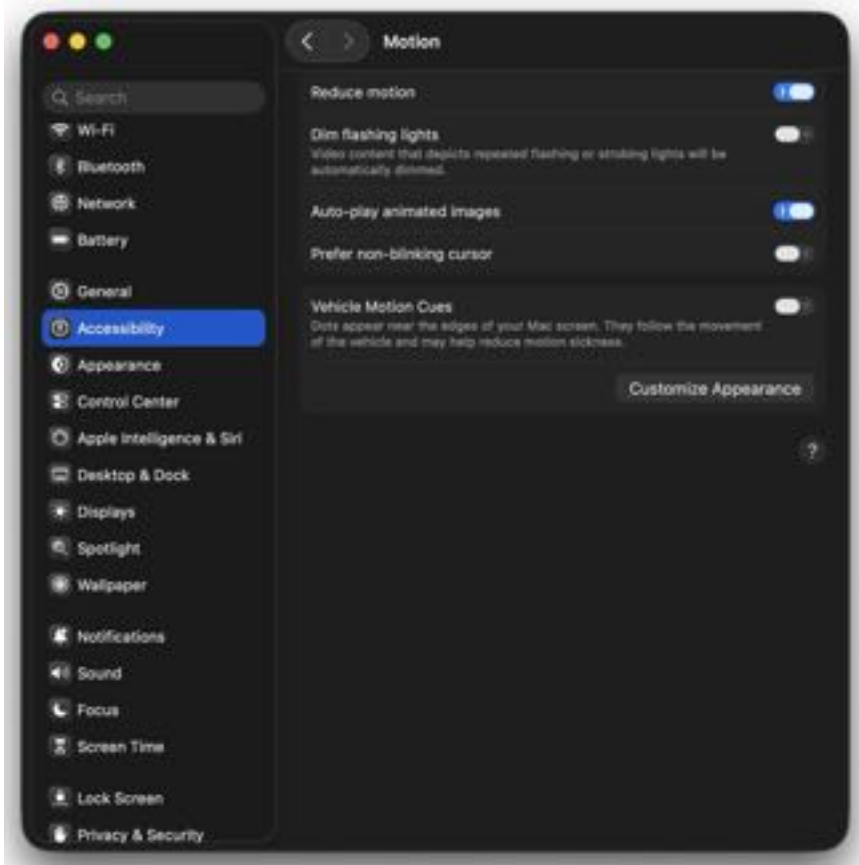 Motion
Search
Wi-Fi
Bluetooth
Network
Battery
General
Accessibility
Appearance
Control Center
Apple Intelligence & Siri
Desktop & Dock
Displays
Spotlight
Wallpaper
Notifications
Sound
Focus
Screen Time
Lock Screen
Privacy & Security
Reduce motion
Dim flashing lights
Video content that depicts repeated flashing or strobing lights will be
automatically dimmed.
Auto-play animated images
Prefer non-blinking cursor
Vehicle Motion Cues
Dots appear near the edges of your Mac screen. They follow the movement
of the vehicle and may help reduce motion sickness.
Customize Appearance
?